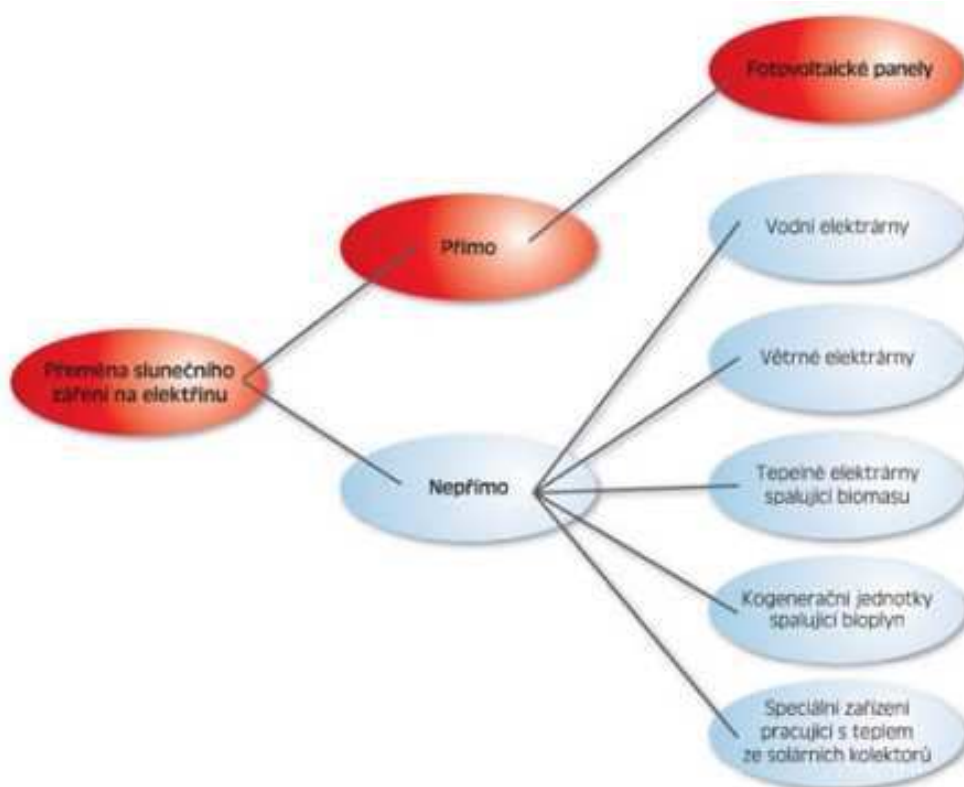 Fotovoltaické panely
Vodní elektrárny
Přímo
Větrné elektrárny
Přeměna slunečního
záření na elektřinu
Tepelné elektrárny
spalující biomasu
Nepřímo
Kogenerační jednotky
spalující bioplyn
Speciální zařízení
pracující s teplem
ze solárních kolektorů